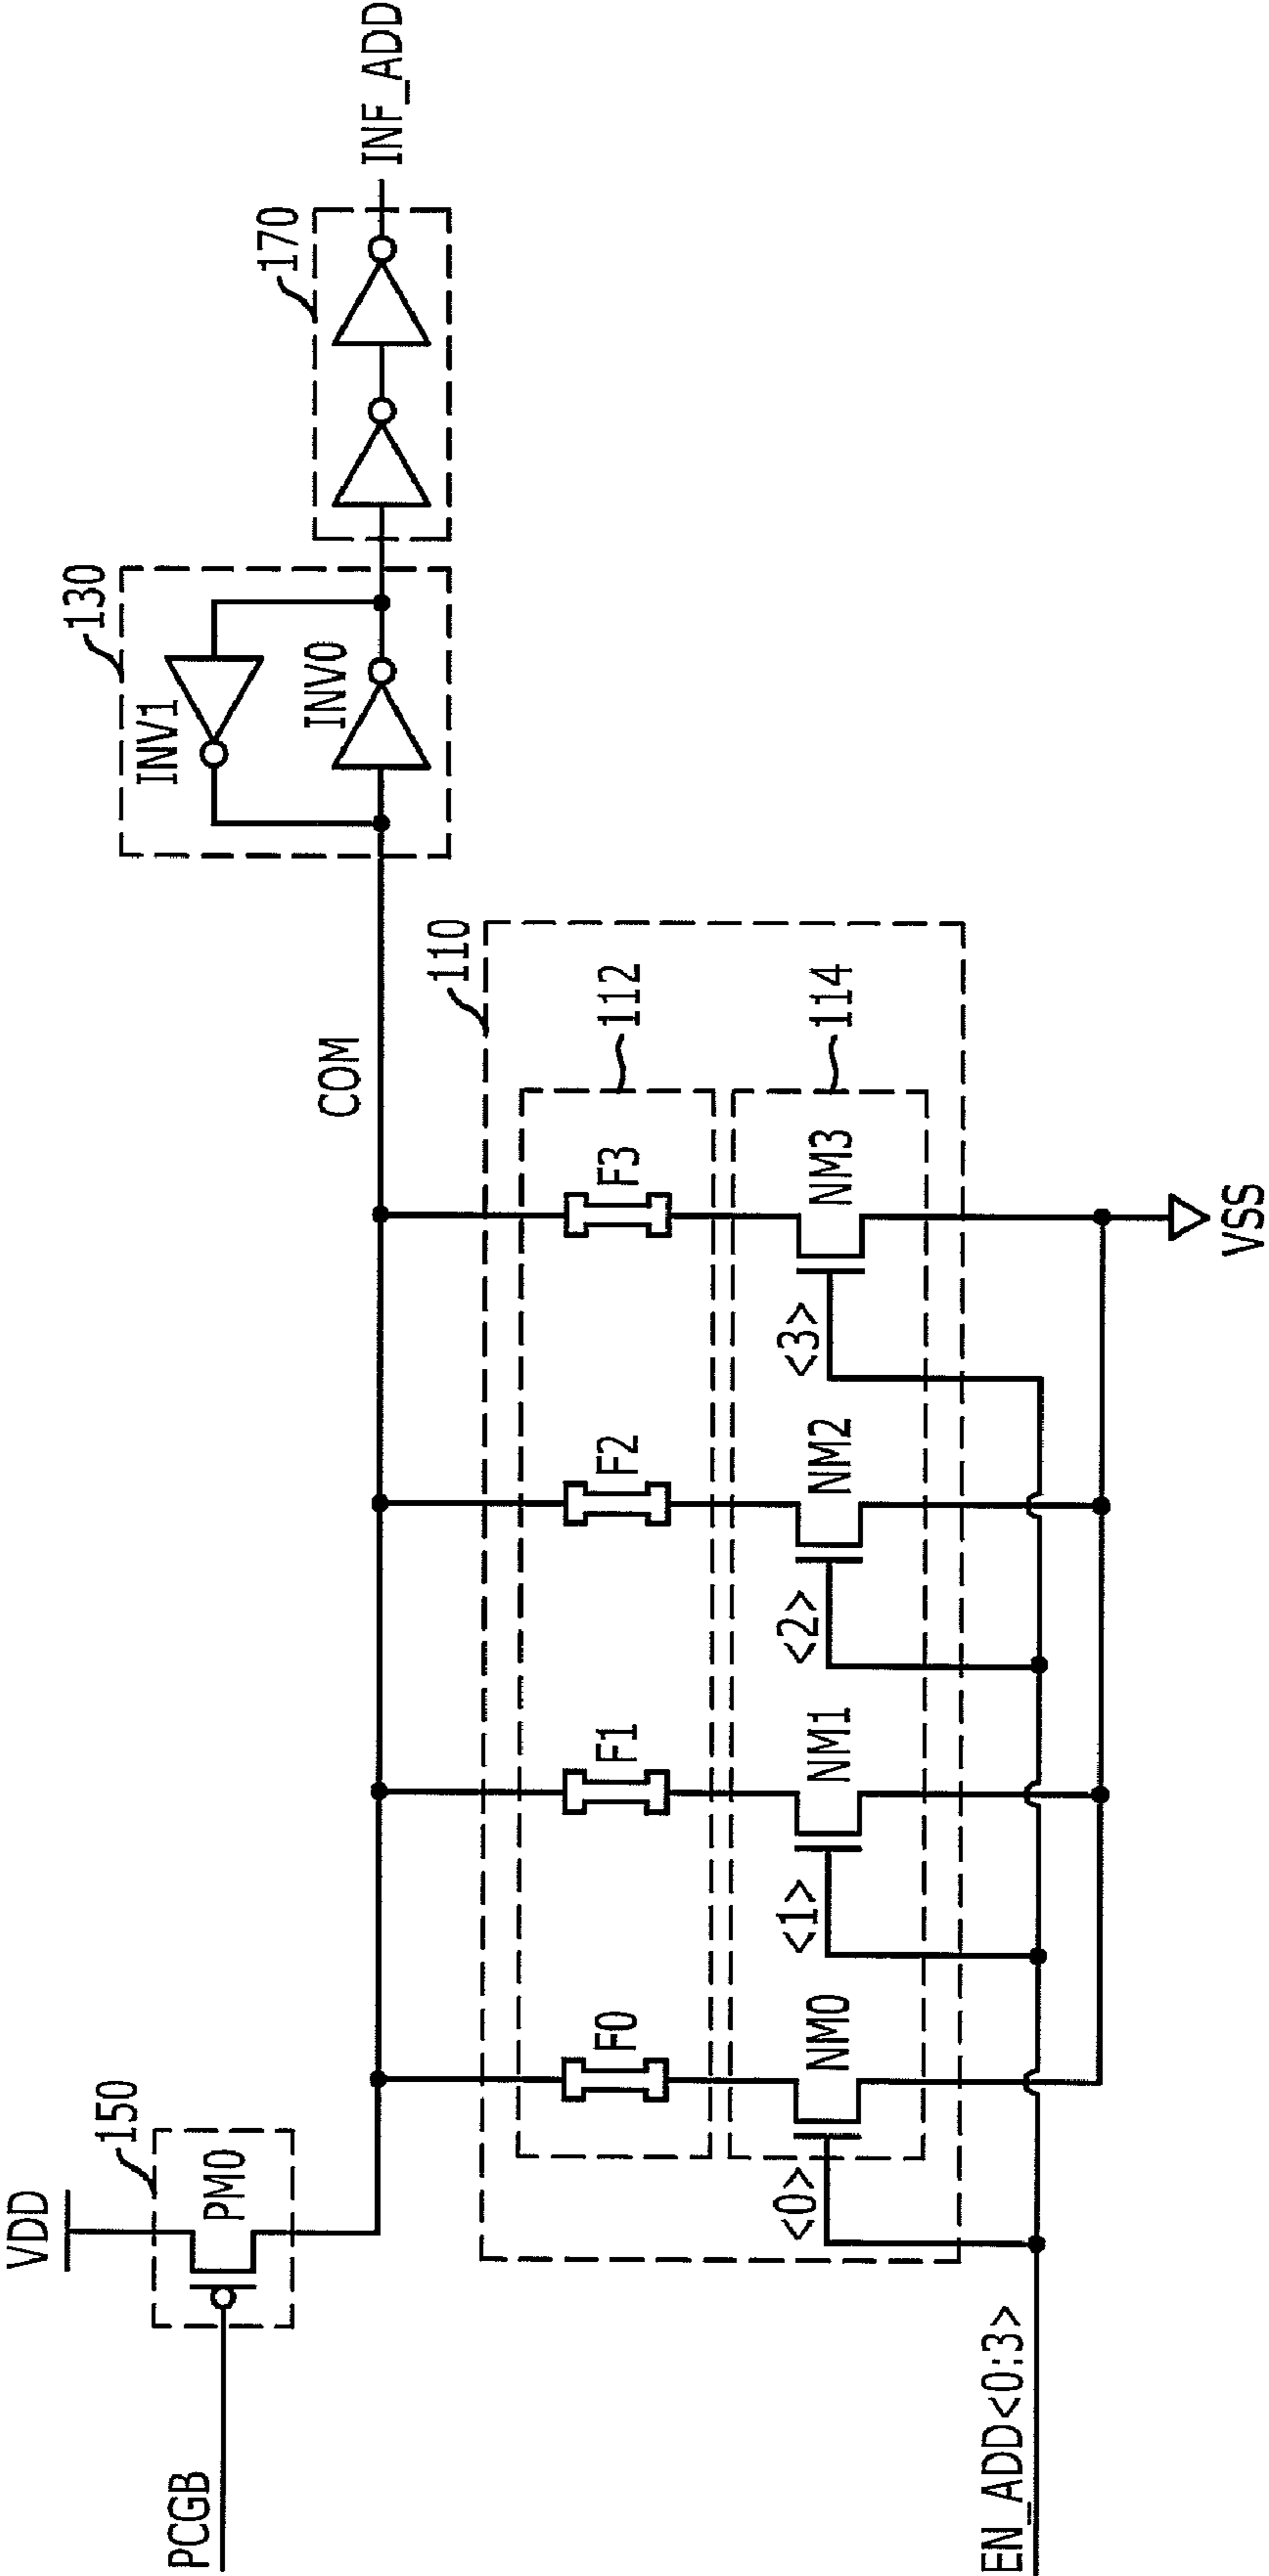 VDD
150
PCGB
PM0
COM
130
INV1
INV0
170
INF_ADD
110
F0
F1
F2
F3
112
<0>
NM0
<1>
NM1
<2>
NM2
<3>
NM3
114
EN_ADD<0:3>
VSS